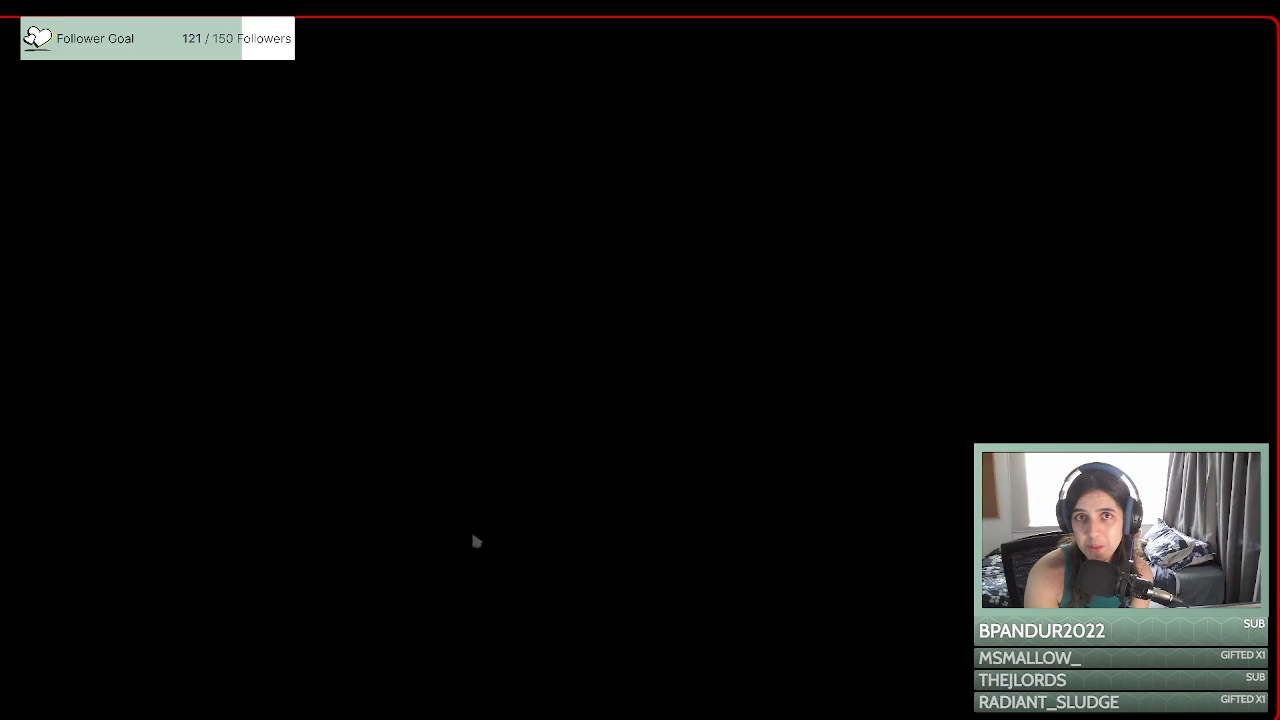 Follower Goal 121 / 150 Followers
BPANDUR2022 SUB
MSMALLOW_ GIFTED X1
THEJLORDS SUB
RADIANT_SLUDGE GIFTED X1